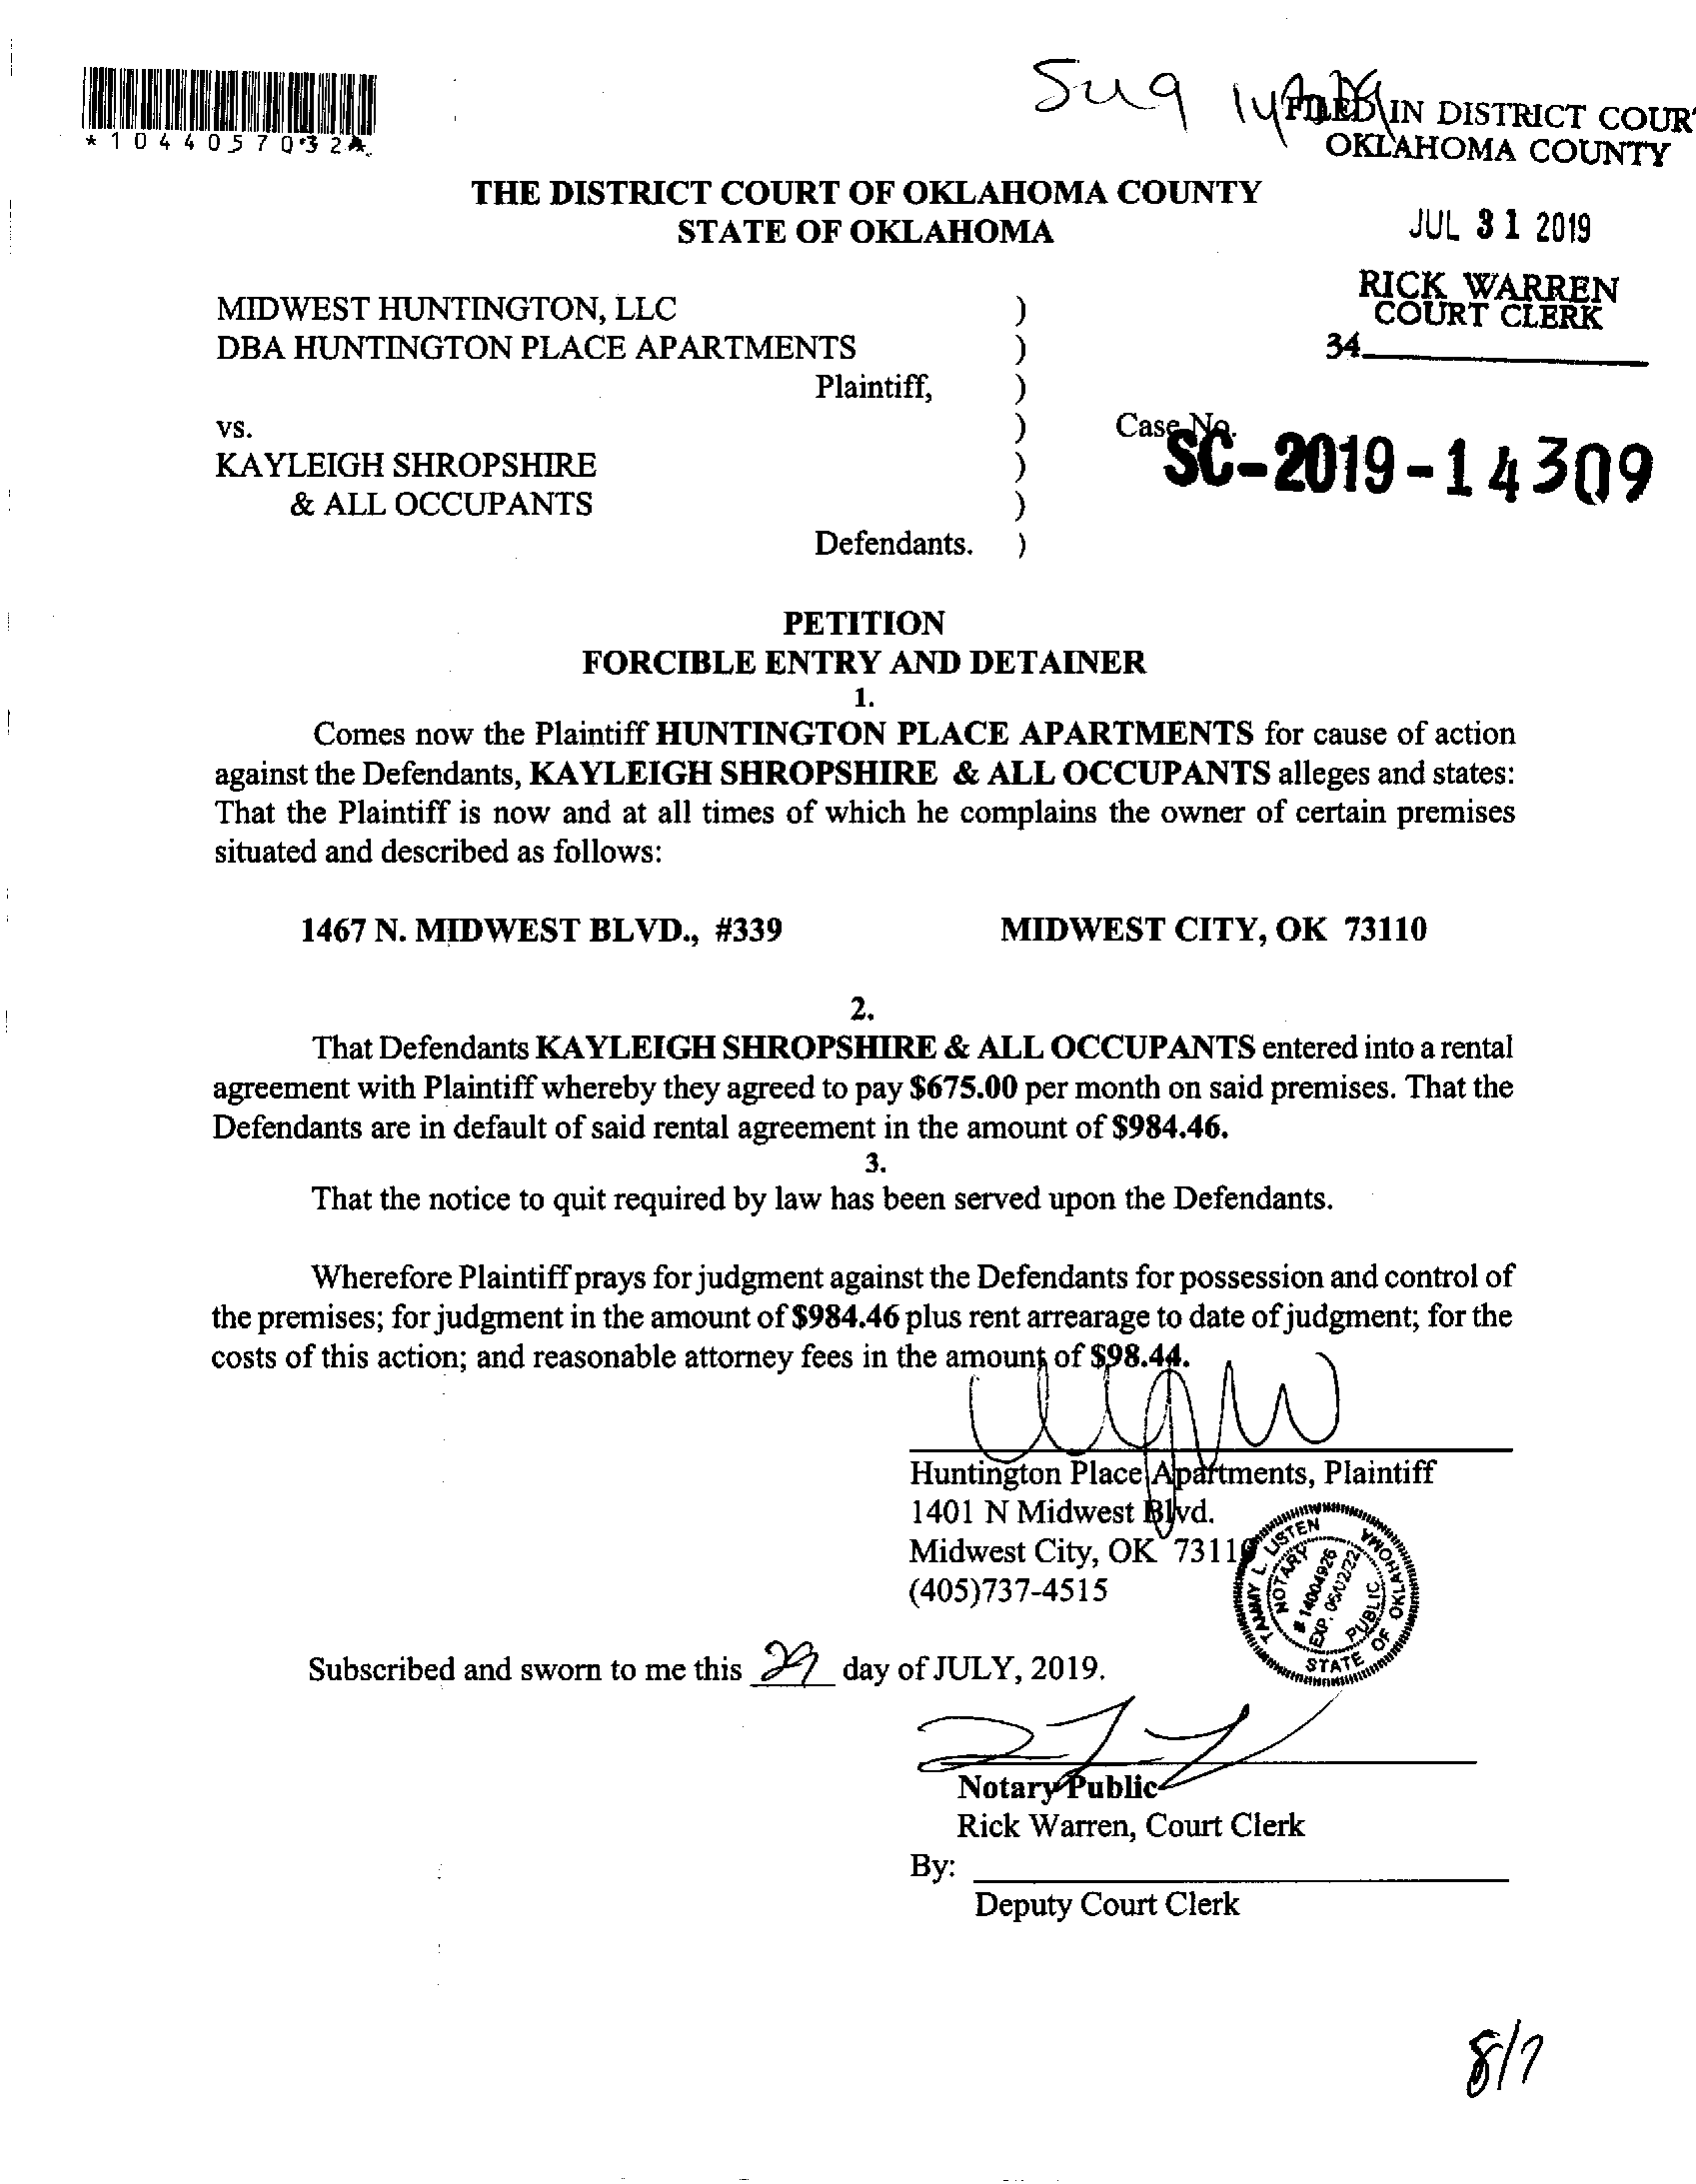 *1044057032A*
FILED IN DISTRICT COUR
OKLAHOMA COUNTY
THE DISTRICT COURT OF OKLAHOMA COUNTY
STATE OF OKLAHOMA
JUL 31 2019
RICK WARREN
COURT CLERK
34
MIDWEST HUNTINGTON, LLC )
DBA HUNTINGTON PLACE APARTMENTS )
Plaintiff, )
vs. ) Case No. SC-2019-14309
KAYLEIGH SHROPSHIRE )
& ALL OCCUPANTS )
Defendants. )
PETITION
FORCIBLE ENTRY AND DETAINER
1.
Comes now the Plaintiff HUNTINGTON PLACE APARTMENTS for cause of action
against the Defendants, KAYLEIGH SHROPSHIRE & ALL OCCUPANTS alleges and states:
That the Plaintiff is now and at all times of which he complains the owner of certain premises
situated and described as follows:
1467 N. MIDWEST BLVD., #339 MIDWEST CITY, OK 73110
2.
That Defendants KAYLEIGH SHROPSHIRE & ALL OCCUPANTS entered into a rental
agreement with Plaintiff whereby they agreed to pay $675.00 per month on said premises. That the
Defendants are in default of said rental agreement in the amount of $984.46.
3.
That the notice to quit required by law has been served upon the Defendants.
Wherefore Plaintiff prays for judgment against the Defendants for possession and control of
the premises; for judgment in the amount of $984.46 plus rent arrearage to date of judgment; for the
costs of this action; and reasonable attorney fees in the amount of $98.44.
Huntington Place Apartments, Plaintiff
1401 N Midwest Blvd.
Midwest City, OK 73110
(405)737-4515
TAMMY L. LISTEN
NOTARY PUBLIC
# 14004926
EXP. 05/02/22
STATE OF OKLAHOMA
Subscribed and sworn to me this 29 day of JULY, 2019.
Notary Public
Rick Warren, Court Clerk
By:
Deputy Court Clerk
8/7